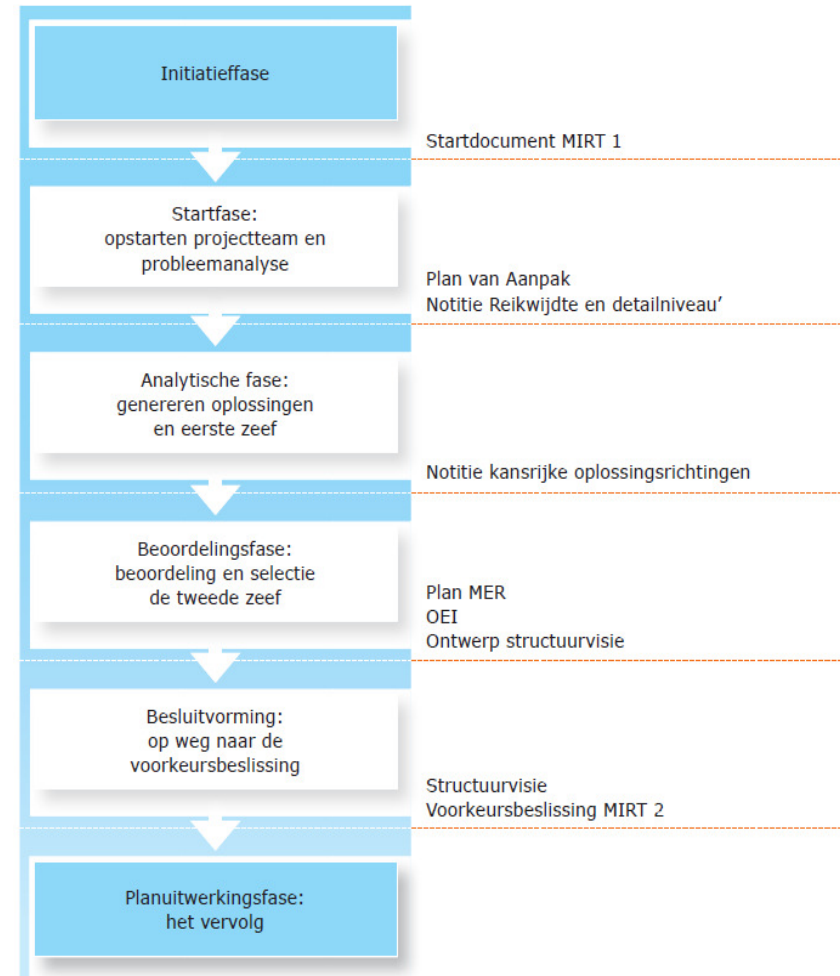 Initiatieffase
Startdocument MIRT 1
Startfase:
opstarten projectteam en
probleemanalyse
Plan van Aanpak
Notitie Reikwijdte en detailniveau’
Analytische fase:
genereren oplossingen
en eerste zeef
Notitie kansrijke oplossingsrichtingen
Beoordelingsfase:
beoordeling en selectie
de tweede zeef
Plan MER
OEI
Ontwerp structuurvisie
Besluitvorming:
op weg naar de
voorkeursbeslissing
Structuurvisie
Voorkeursbeslissing MIRT 2
Planuitwerkingsfase:
het vervolg